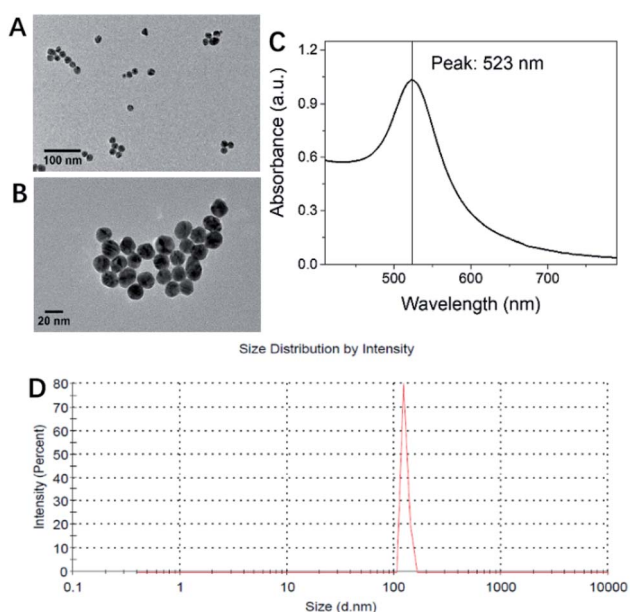 A
100 nm
B
20 nm
C
Peak: 523 nm
1.2
0.9
0.6
0.3
0.0
Absorbance (a.u.)
500 600 700
Wavelength (nm)
Size Distribution by Intensity
D
80
70
60
50
40
30
20
10
0
Intensity (Percent)
0.1 1 10 100 1000 10000
Size (d.nm)